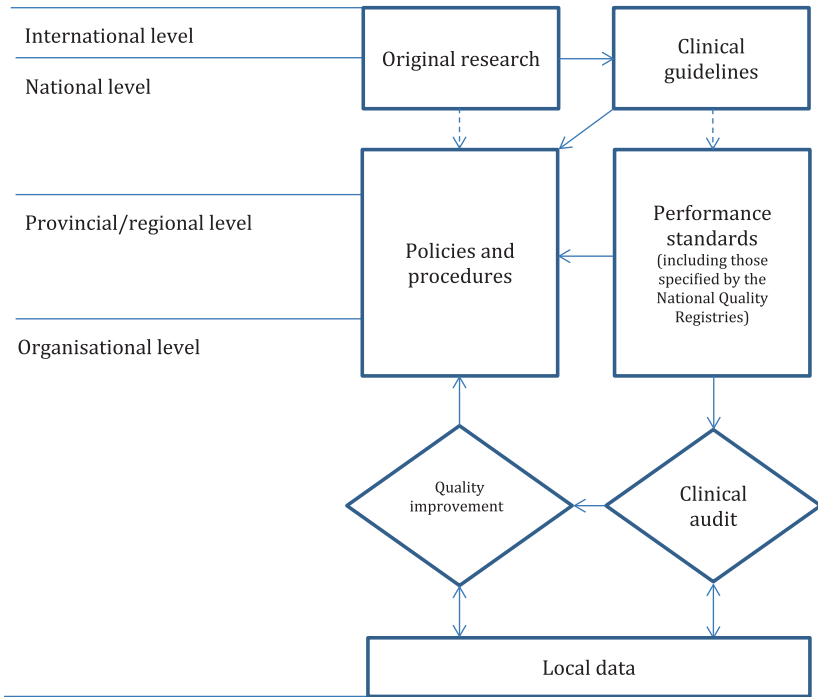 International level
National level
Original research
Clinical
guidelines
Provincial/regional level
Organisational level
Policies and
procedures
Performance
standards
(including those
specified by the
National Quality
Registries)
Quality
improvement
Clinical
audit
Local data